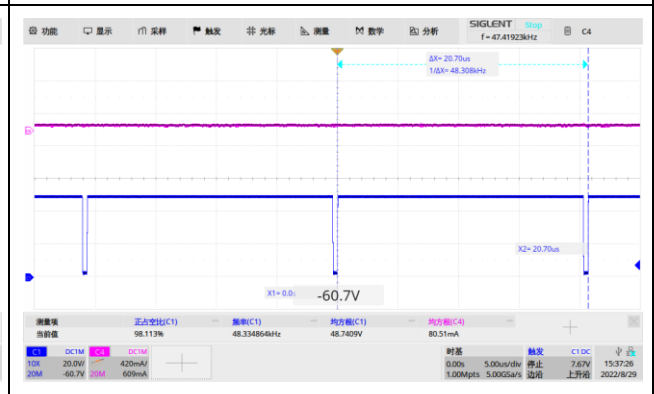 功能 显示 采样 触发 光标 测量 数学 分析 SIGLENT Stop C4
f = 47.41923kHz
ΔX= 20.70us
1/ΔX= 48.308kHz
X2= 20.70us
X1= 0.0s -60.7V
测量项 正占空比(C1) 频率(C1) 均方根(C1) 均方根(C4)
当前值 98.113% 48.334864kHz 48.7409V 80.51mA
C1 DC1M C4 DC1M 时基 触发 C1 DC
10X 20.0V/ 420mA/ 0.00s 5.00us/div 停止 7.67V 15:37:26
20M -60.7V 20M 609mA 1.00Mpts 5.00GSa/s 边沿 上升沿 2022/8/29